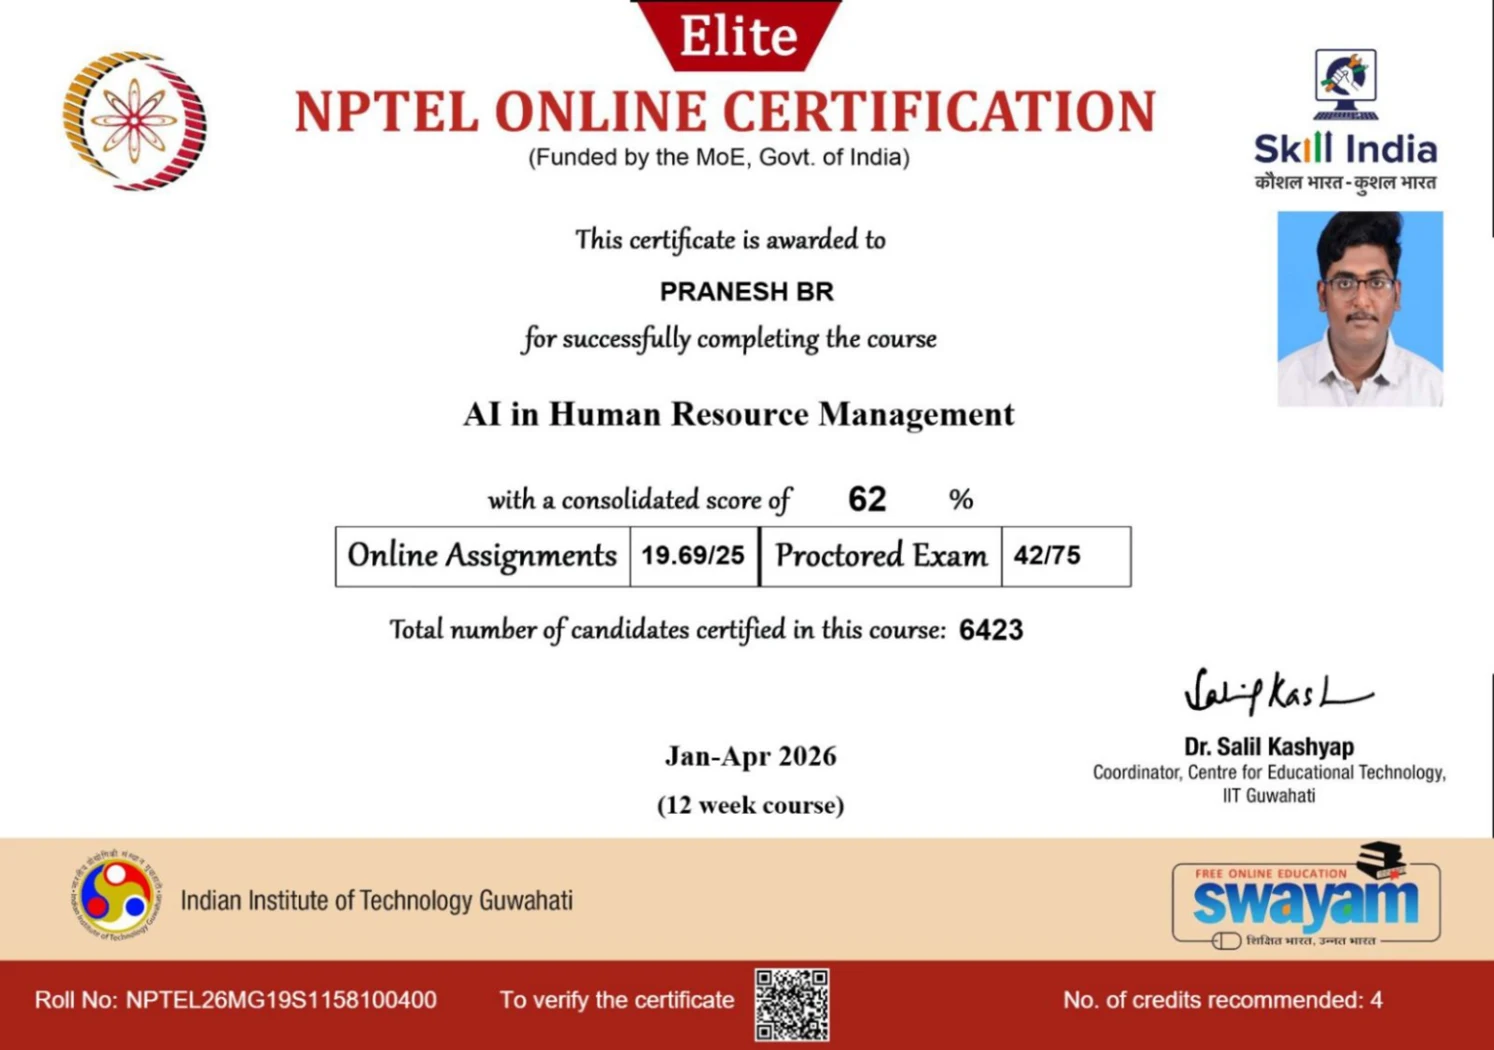 Elite
NPTEL ONLINE CERTIFICATION
(Funded by the MoE, Govt. of India)
Skill India
कौशल भारत - कुशल भारत
This certificate is awarded to
PRANESH BR
for successfully completing the course
AI in Human Resource Management
with a consolidated score of 62 %
Online Assignments 19.69/25 Proctored Exam 42/75
Total number of candidates certified in this course: 6423
Jan-Apr 2026
(12 week course)
Dr. Salil Kashyap
Coordinator, Centre for Educational Technology,
IIT Guwahati
Indian Institute of Technology Guwahati
Indian Institute of Technology Guwahati
FREE ONLINE EDUCATION
swayam
शिक्षित भारत, उन्नत भारत
Roll No: NPTEL26MG19S1158100400 To verify the certificate No. of credits recommended: 4